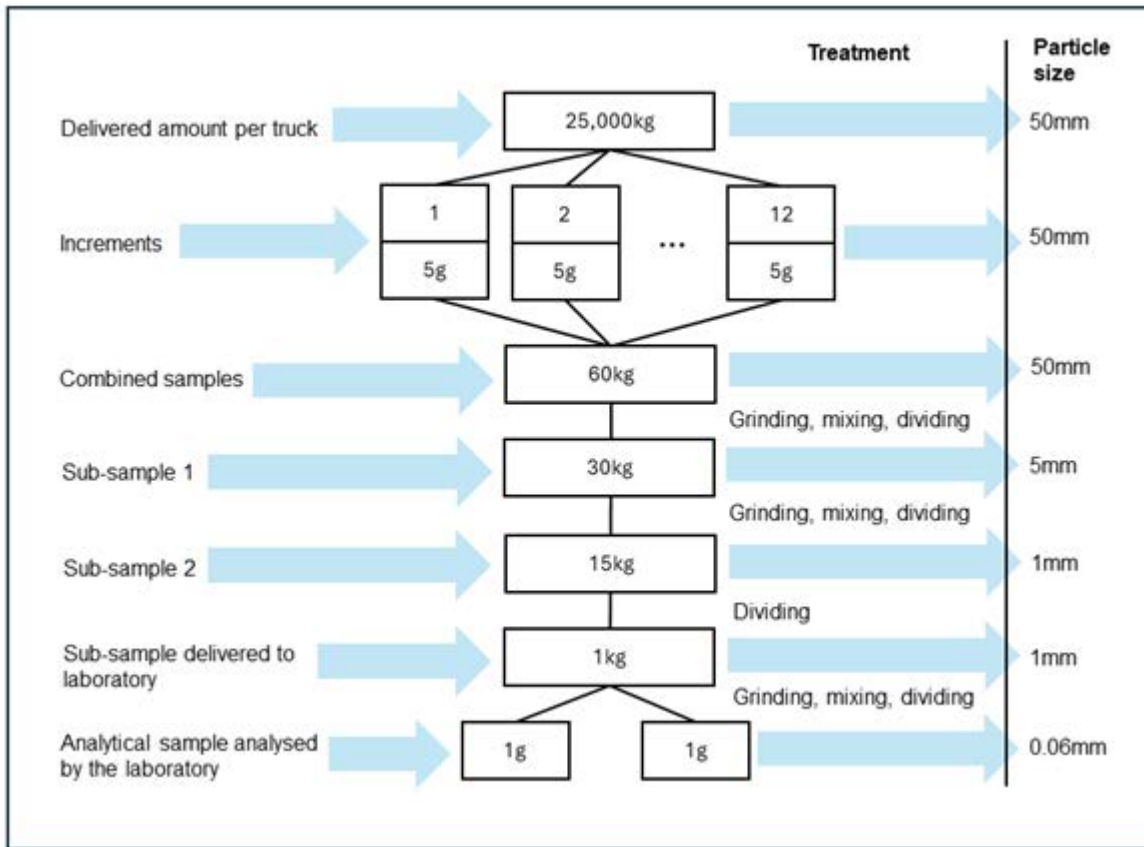 Treatment
Particle
size
Delivered amount per truck
25,000kg
50mm
1
2
12
Increments
...
50mm
5g
5g
5g
Combined samples
60kg
50mm
Grinding, mixing, dividing
Sub-sample 1
30kg
5mm
Grinding, mixing, dividing
Sub-sample 2
15kg
1mm
Dividing
Sub-sample delivered to
laboratory
1kg
1mm
Grinding, mixing, dividing
Analytical sample analysed
by the laboratory
1g
1g
0.06mm